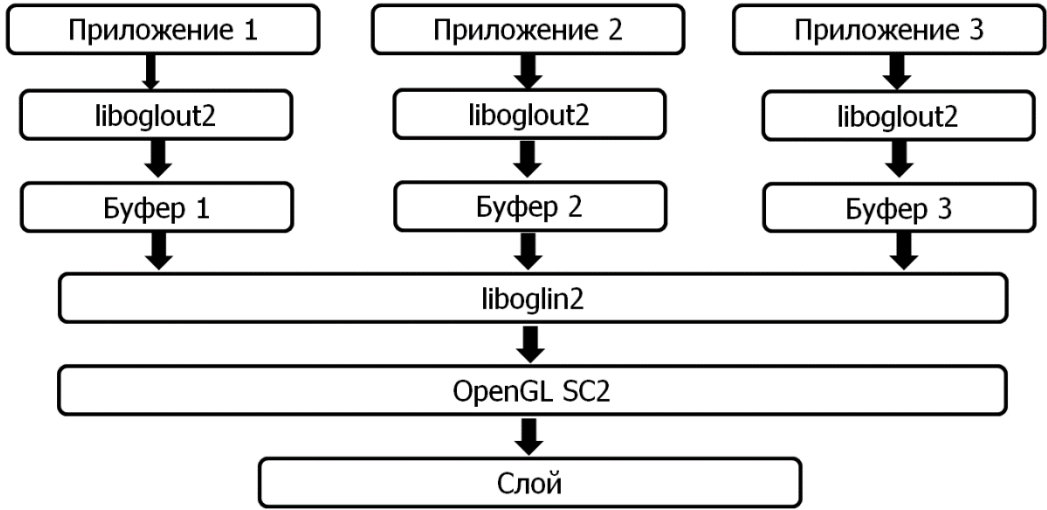 Приложение 1
Приложение 2
Приложение 3
liboglout2
liboglout2
liboglout2
Буфер 1
Буфер 2
Буфер 3
liboglin2
OpenGL SC2
Слой